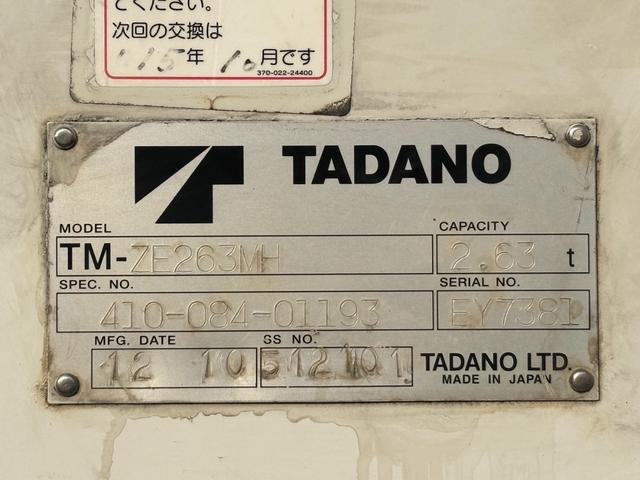 てください。
次回の交換は
'15年 10月です
370-022-24400
TADANO
MODEL
TM-ZE263MH
CAPACITY
2.63 t
SPEC. NO.
410-084-01193
SERIAL NO.
EY7381
MFG. DATE
12 10
SS NO.
512101
TADANO LTD.
MADE IN JAPAN